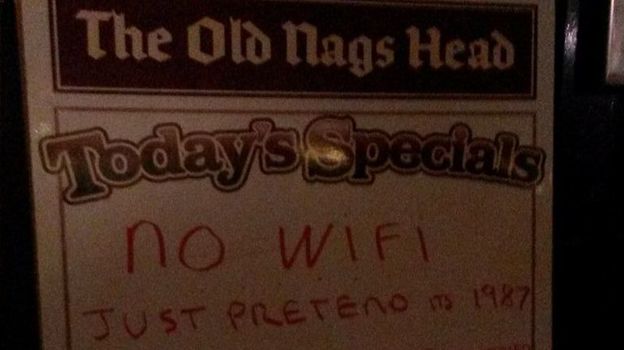 The Old Nags Head
Today's Specials
NO WIFI
JUST PRETEND ITS 1987